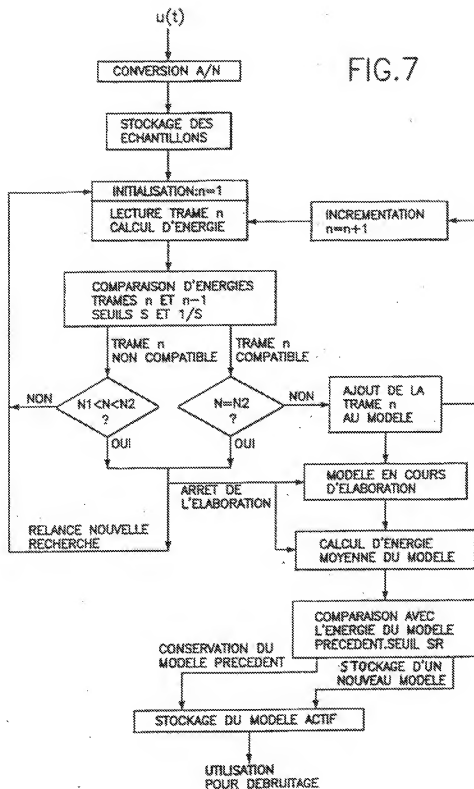 u(t)
FIG.7
CONVERSION A/N
STOCKAGE DES
ECHANTILLONS
INITIALISATION:n=1
LECTURE TRAME n
CALCUL D'ENERGIE
INCREMENTATION
n=n+1
COMPARAISON D'ENERGIES
TRAMES n ET n-1
SEUILS S ET 1/S
TRAME n
NON COMPATIBLE
TRAME n
COMPATIBLE
NON
N1<N<N2
?
N=N2
?
NON
AJOUT DE LA
TRAME n
AU MODELE
OUI
OUI
ARRET DE
L'ELABORATION
MODELE EN COURS
D'ELABORATION
RELANCE NOUVELLE
RECHERCHE
CALCUL D'ENERGIE
MOYENNE DU MODELE
COMPARAISON AVEC
L'ENERGIE DU MODELE
PRECEDENT.SEUIL SR
CONSERVATION DU
MODELE PRECEDENT
STOCKAGE D'UN
NOUVEAU MODELE
STOCKAGE DU MODELE ACTIF
UTILISATION
POUR DEBRUITAGE